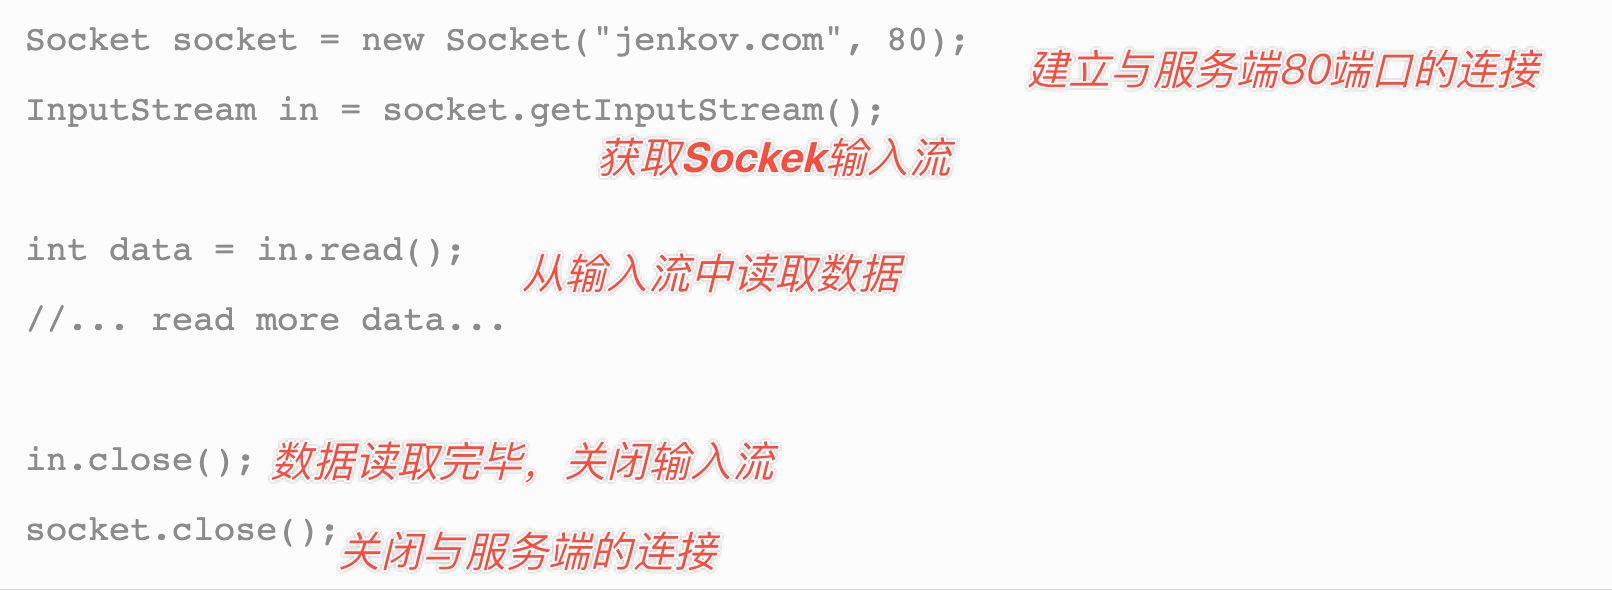 Socket socket = new Socket("jenkov.com", 80);
建立与服务端80端口的连接
InputStream in = socket.getInputStream();
获取Sockek输入流
int data = in.read();
从输入流中读取数据
//... read more data...
in.close();
数据读取完毕，关闭输入流
socket.close();
关闭与服务端的连接